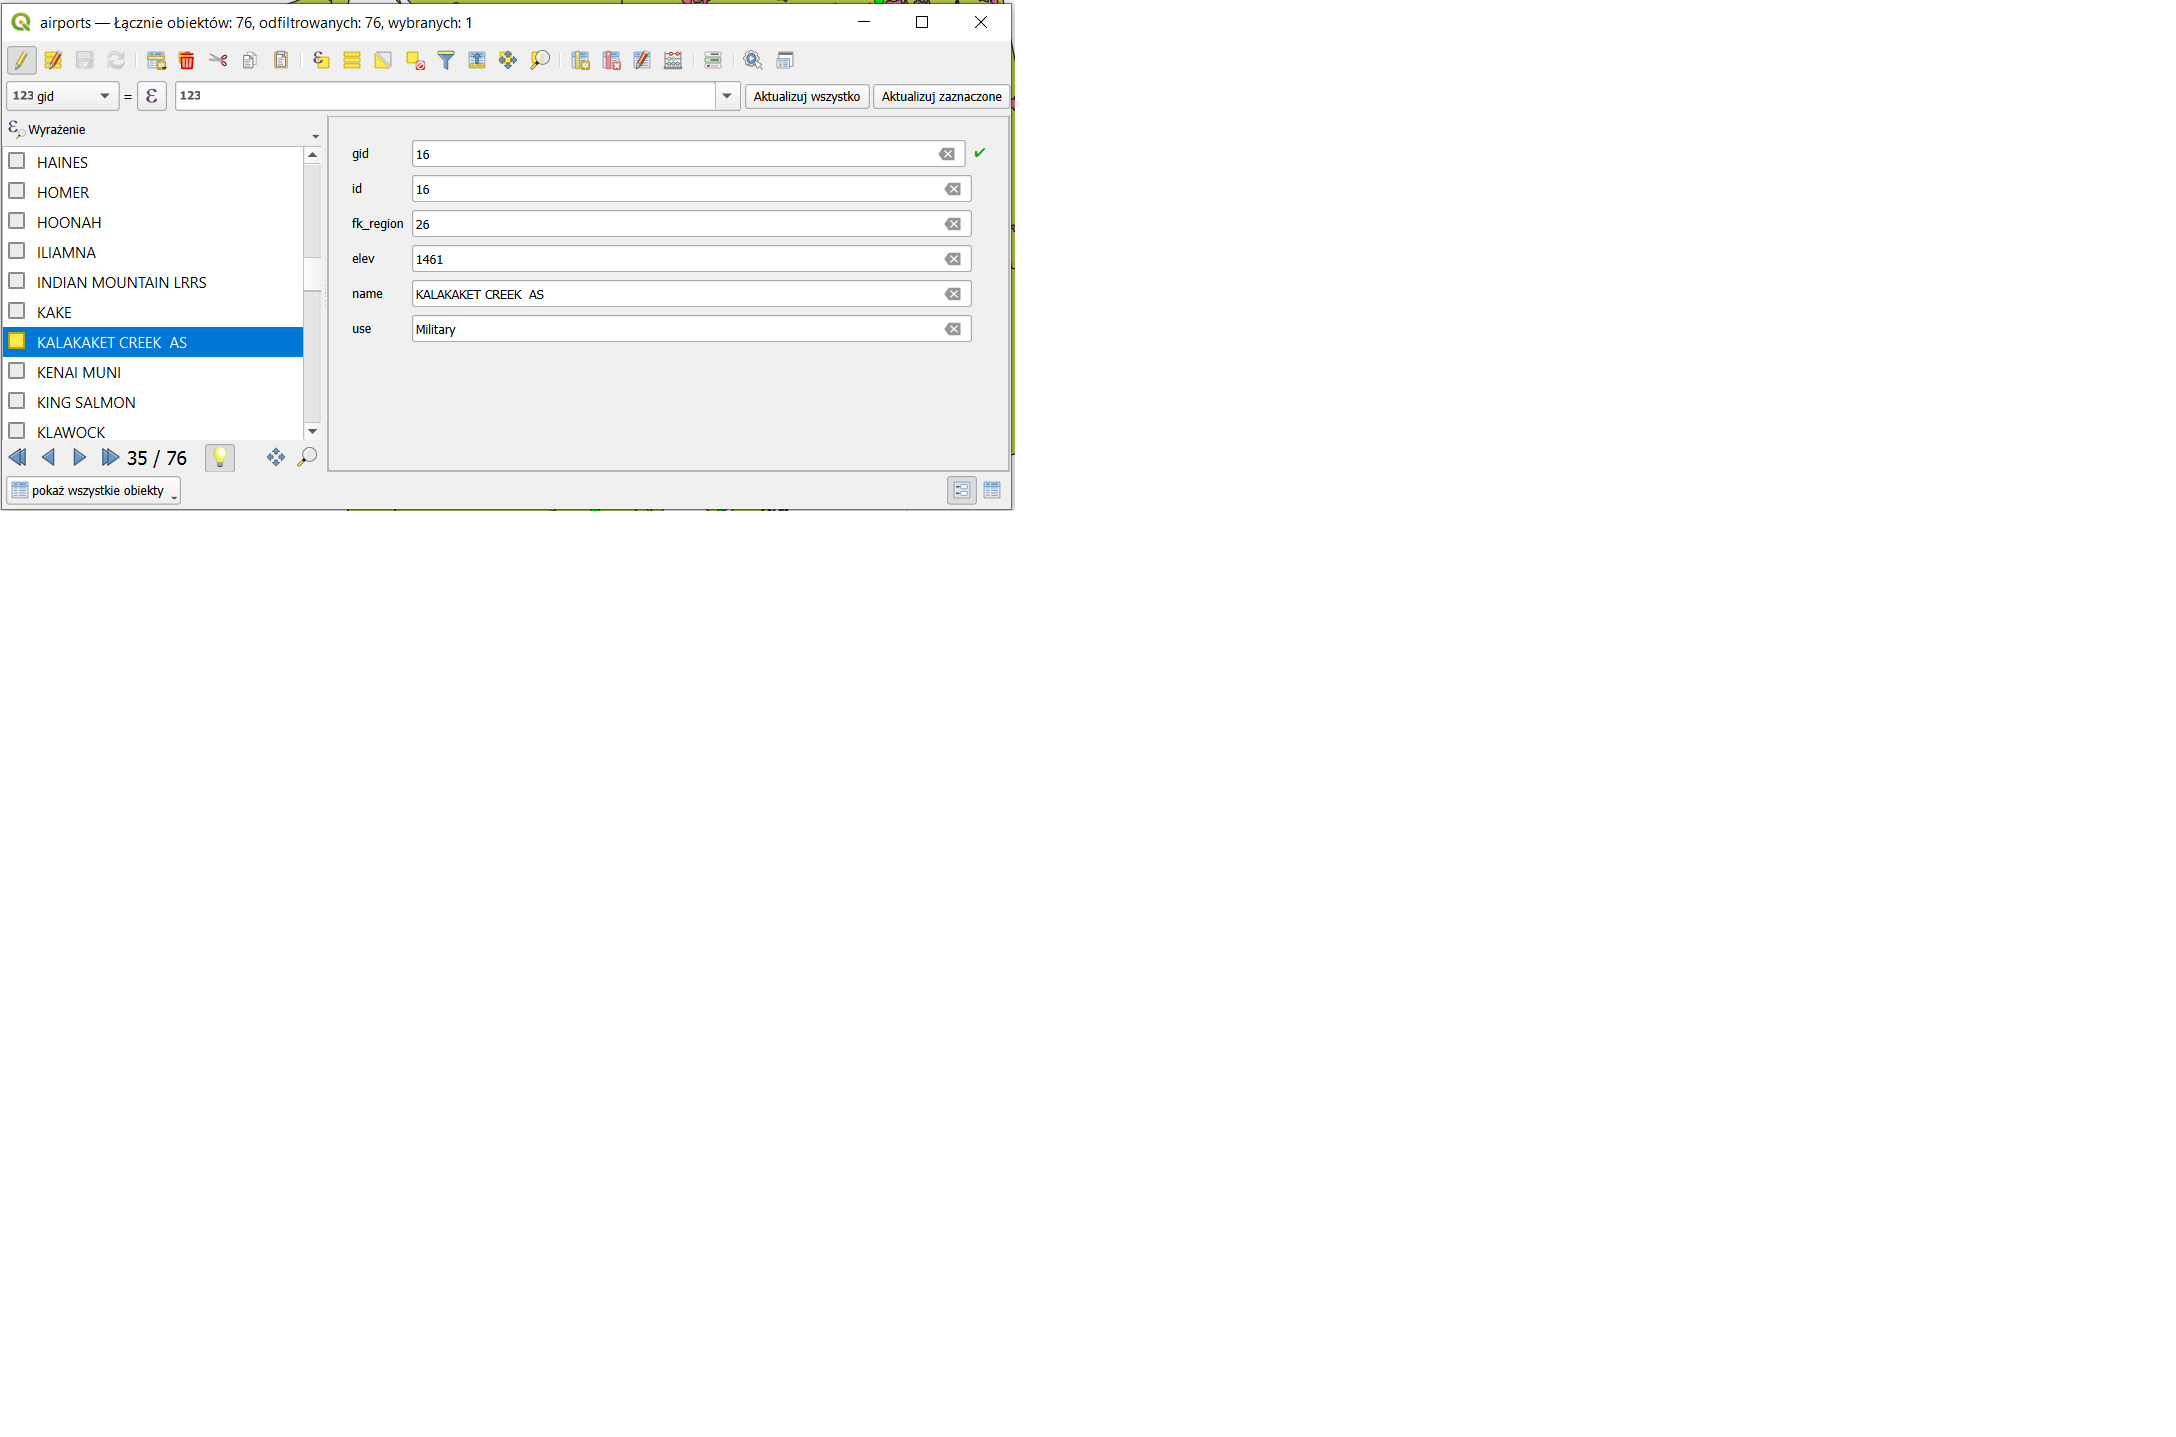 airports — Łącznie obiektów: 76, odfiltrowanych: 76, wybranych: 1
123 gid = ε 123 Aktualizuj wszystko Aktualizuj zaznaczone
Wyrażenie
HAINES
HOMER
HOONAH
ILIAMNA
INDIAN MOUNTAIN LRRS
KAKE
KALAKAKET CREEK  AS
KENAI MUNI
KING SALMON
KLAWOCK
35 / 76
pokaż wszystkie obiekty
gid 16
id 16
fk_region 26
elev 1461
name KALAKAKET CREEK  AS
use Military